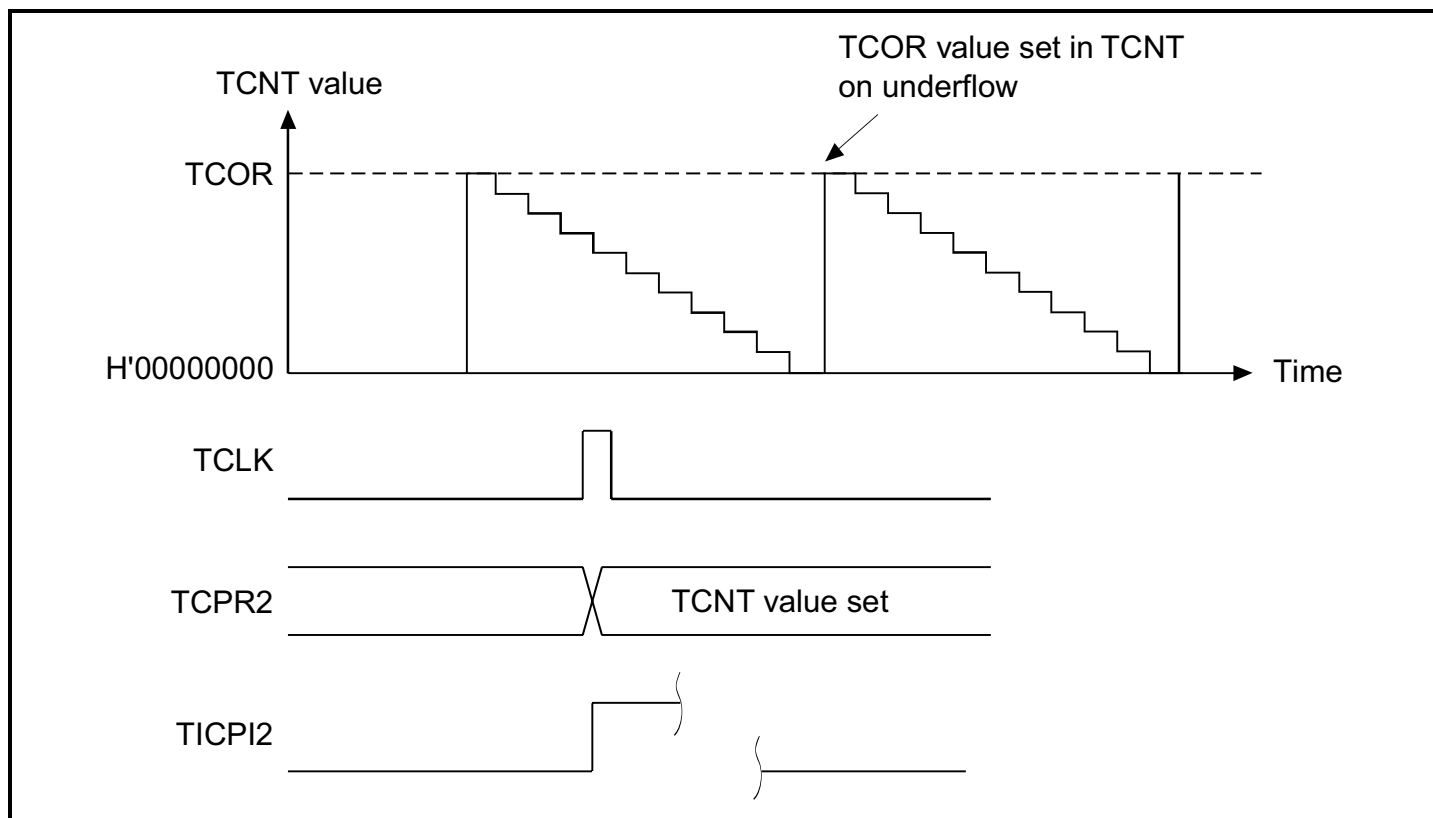 TCOR value set in TCNT
on underflow
TCNT value
TCOR
H'00000000
Time
TCLK
TCPR2
TCNT value set
TICPI2